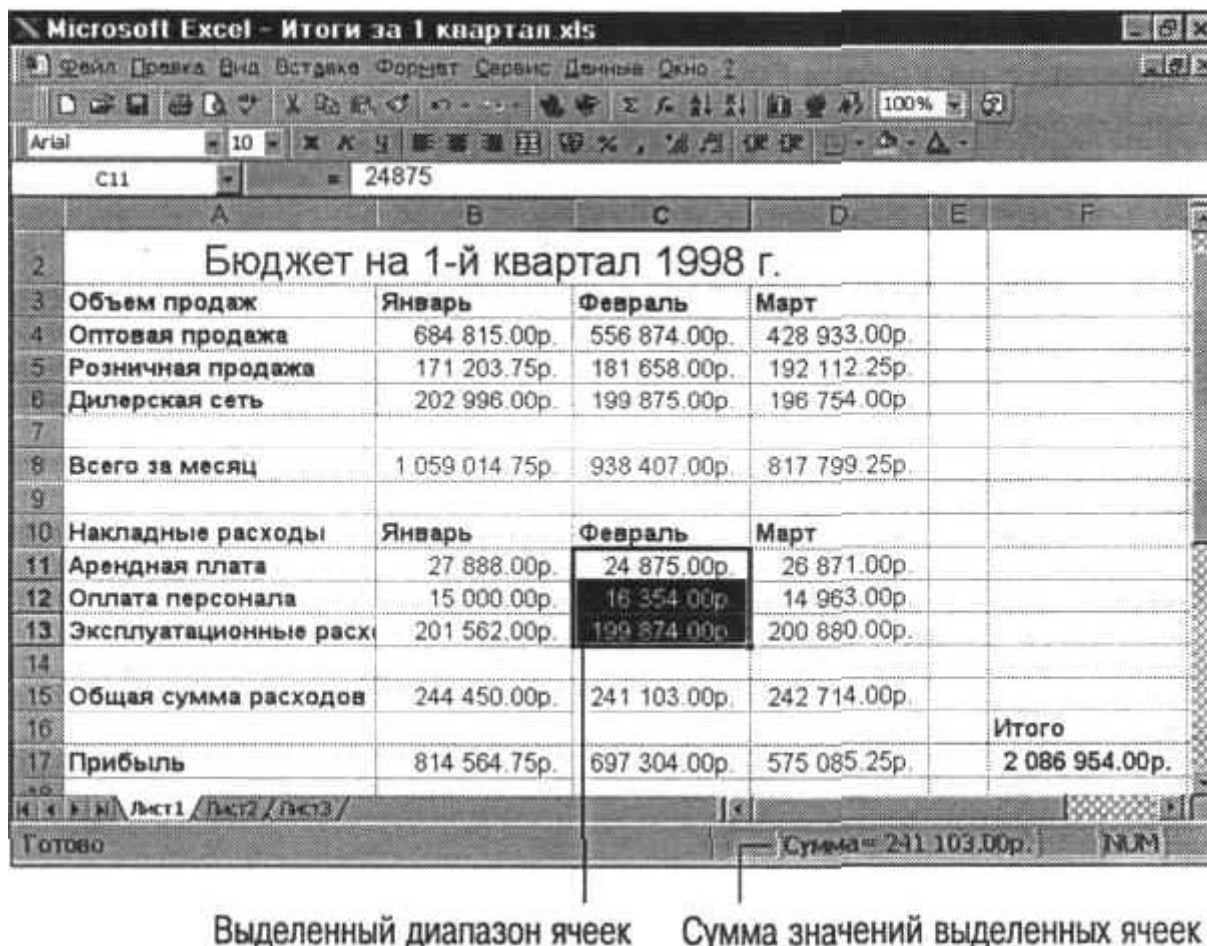 Microsoft Excel - Итоги за 1 квартал.xls
Файл Правка Вид Вставка Формат Сервис Данные Окно ?
100%
Arial 10 Ж К Ч % ,
C11 = 24875
A B C D E F
2 Бюджет на 1-й квартал 1998 г.
3 Объем продаж Январь Февраль Март
4 Оптовая продажа 684 815.00р. 556 874.00р. 428 933.00р.
5 Розничная продажа 171 203.75р. 181 658.00р. 192 112.25р.
6 Дилерская сеть 202 996.00р. 199 875.00р. 196 754.00р
7
8 Всего за месяц 1 059 014.75р. 938 407.00р. 817 799.25р.
9
10 Накладные расходы Январь Февраль Март
11 Арендная плата 27 888.00р. 24 875.00р. 26 871.00р.
12 Оплата персонала 15 000.00р. 16 354.00р 14 963.00р.
13 Эксплуатационные расх 201 562.00р. 199 874.00р. 200 880.00р.
14
15 Общая сумма расходов 244 450.00р. 241 103.00р. 242 714.00р.
16 Итого
17 Прибыль 814 564.75р. 697 304.00р. 575 085.25р. 2 086 954.00р.
Лист1 Лист2 Лист3
Готово Сумма= 241 103.00р. NUM
Выделенный диапазон ячеек Сумма значений выделенных ячеек